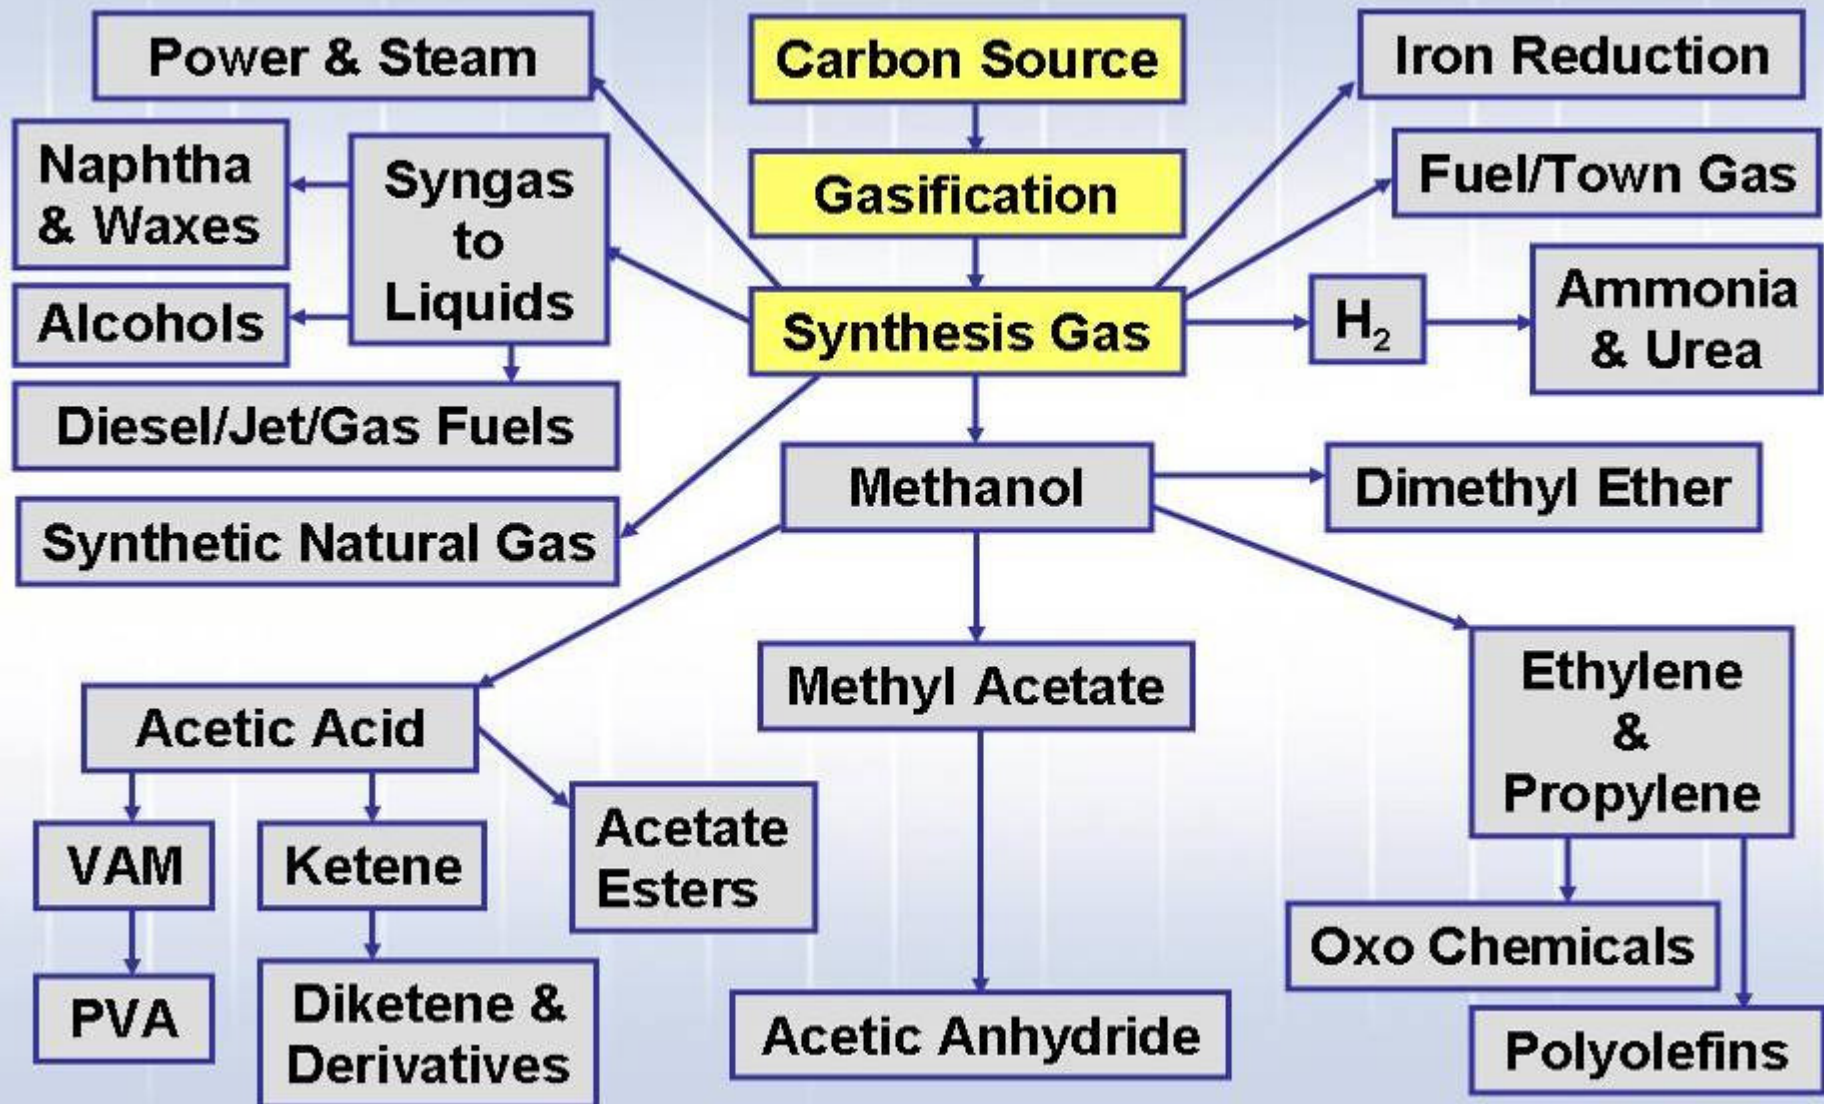 Power & Steam
Carbon Source
Iron Reduction
Naphtha
& Waxes
Syngas
to
Liquids
Gasification
Fuel/Town Gas
Alcohols
Synthesis Gas
H₂
Ammonia
& Urea
Diesel/Jet/Gas Fuels
Methanol
Dimethyl Ether
Synthetic Natural Gas
Acetic Acid
Methyl Acetate
Ethylene
&
Propylene
VAM
Ketene
Acetate
Esters
Oxo Chemicals
PVA
Diketene &
Derivatives
Acetic Anhydride
Polyolefins